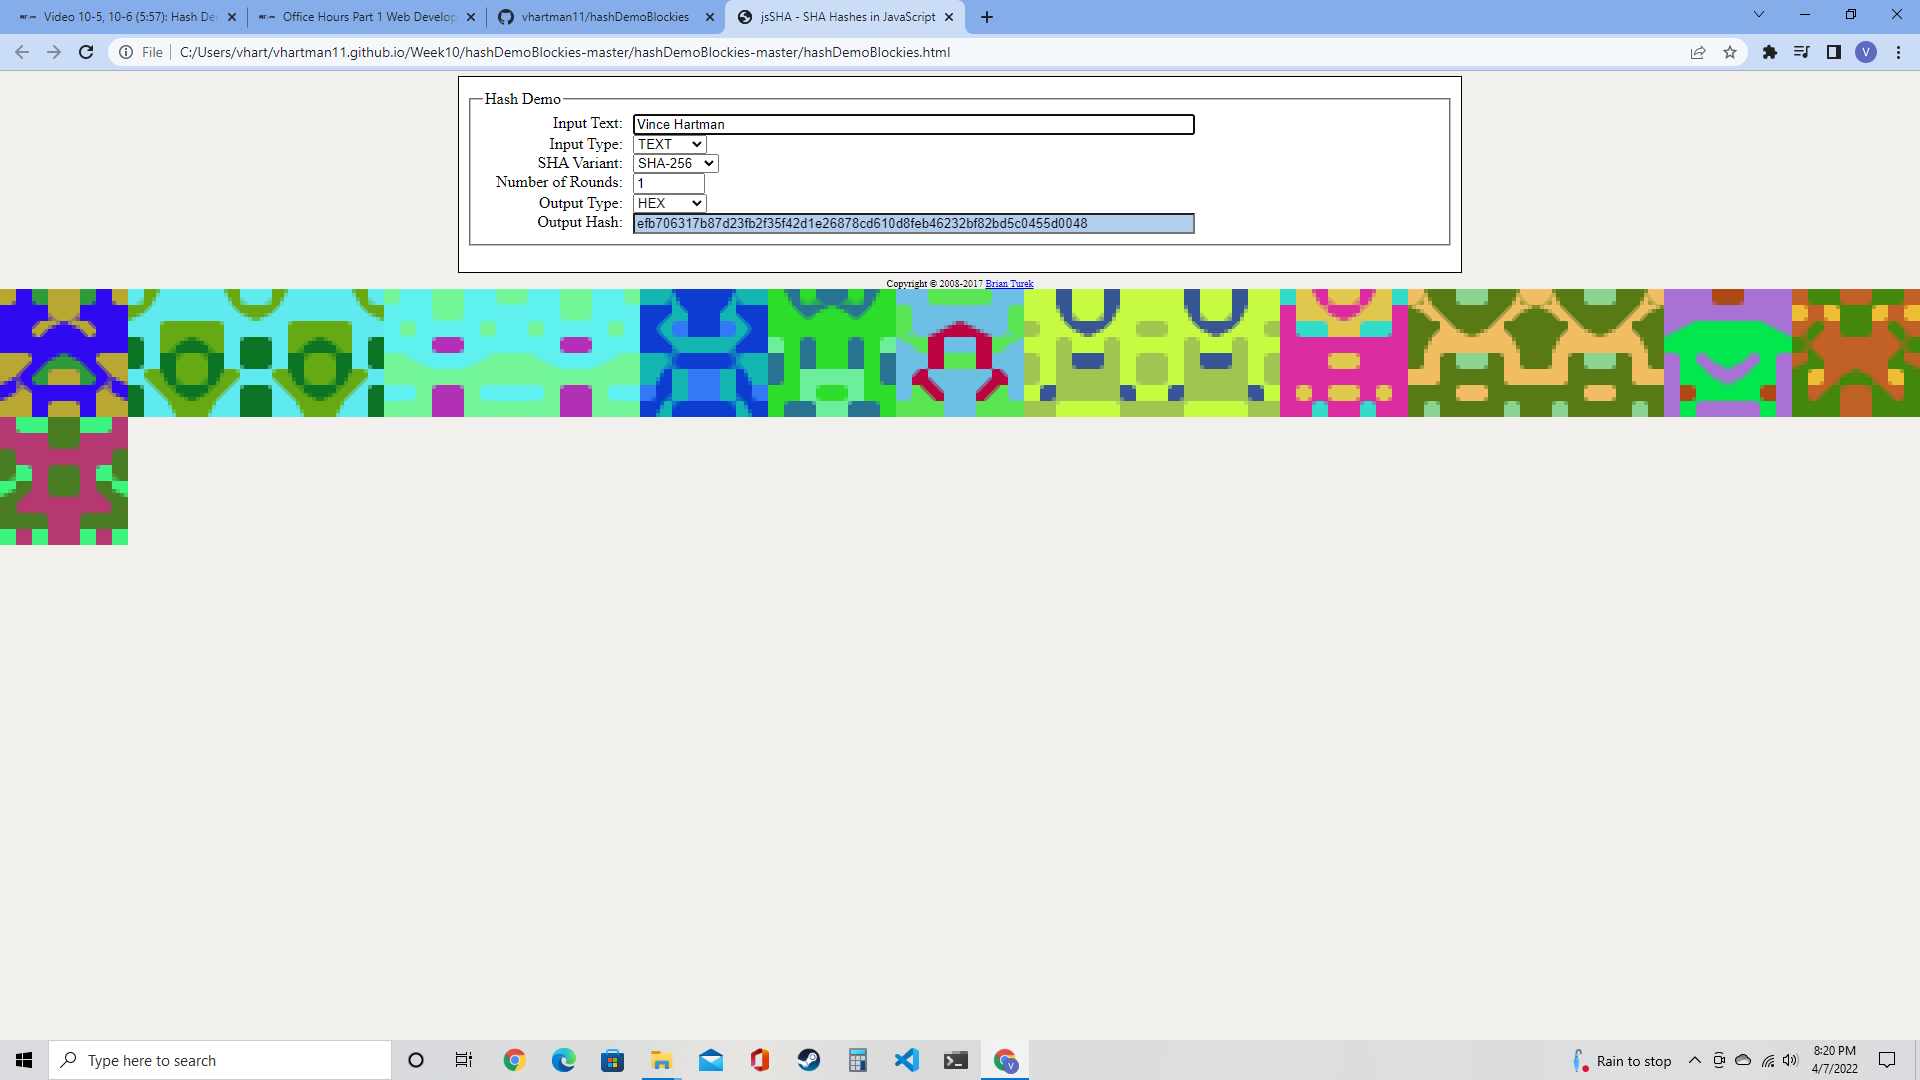 Video 10-5, 10-6 (5:57): Hash De
Office Hours Part 1 Web Develop
vhartman11/hashDemoBlockies
jsSHA - SHA Hashes in JavaScript
File
C:/Users/vhart/vhartman11.github.io/Week10/hashDemoBlockies-master/hashDemoBlockies-master/hashDemoBlockies.html
V
Hash Demo
Input Text: Vince Hartman
Input Type: TEXT
SHA Variant: SHA-256
Number of Rounds: 1
Output Type: HEX
Output Hash: efb706317b87d23fb2f35f42d1e26878cd610d8feb46232bf82bd5c0455d0048
Copyright © 2008-2017 Brian Turek
Type here to search
V
Rain to stop
8:20 PM
4/7/2022